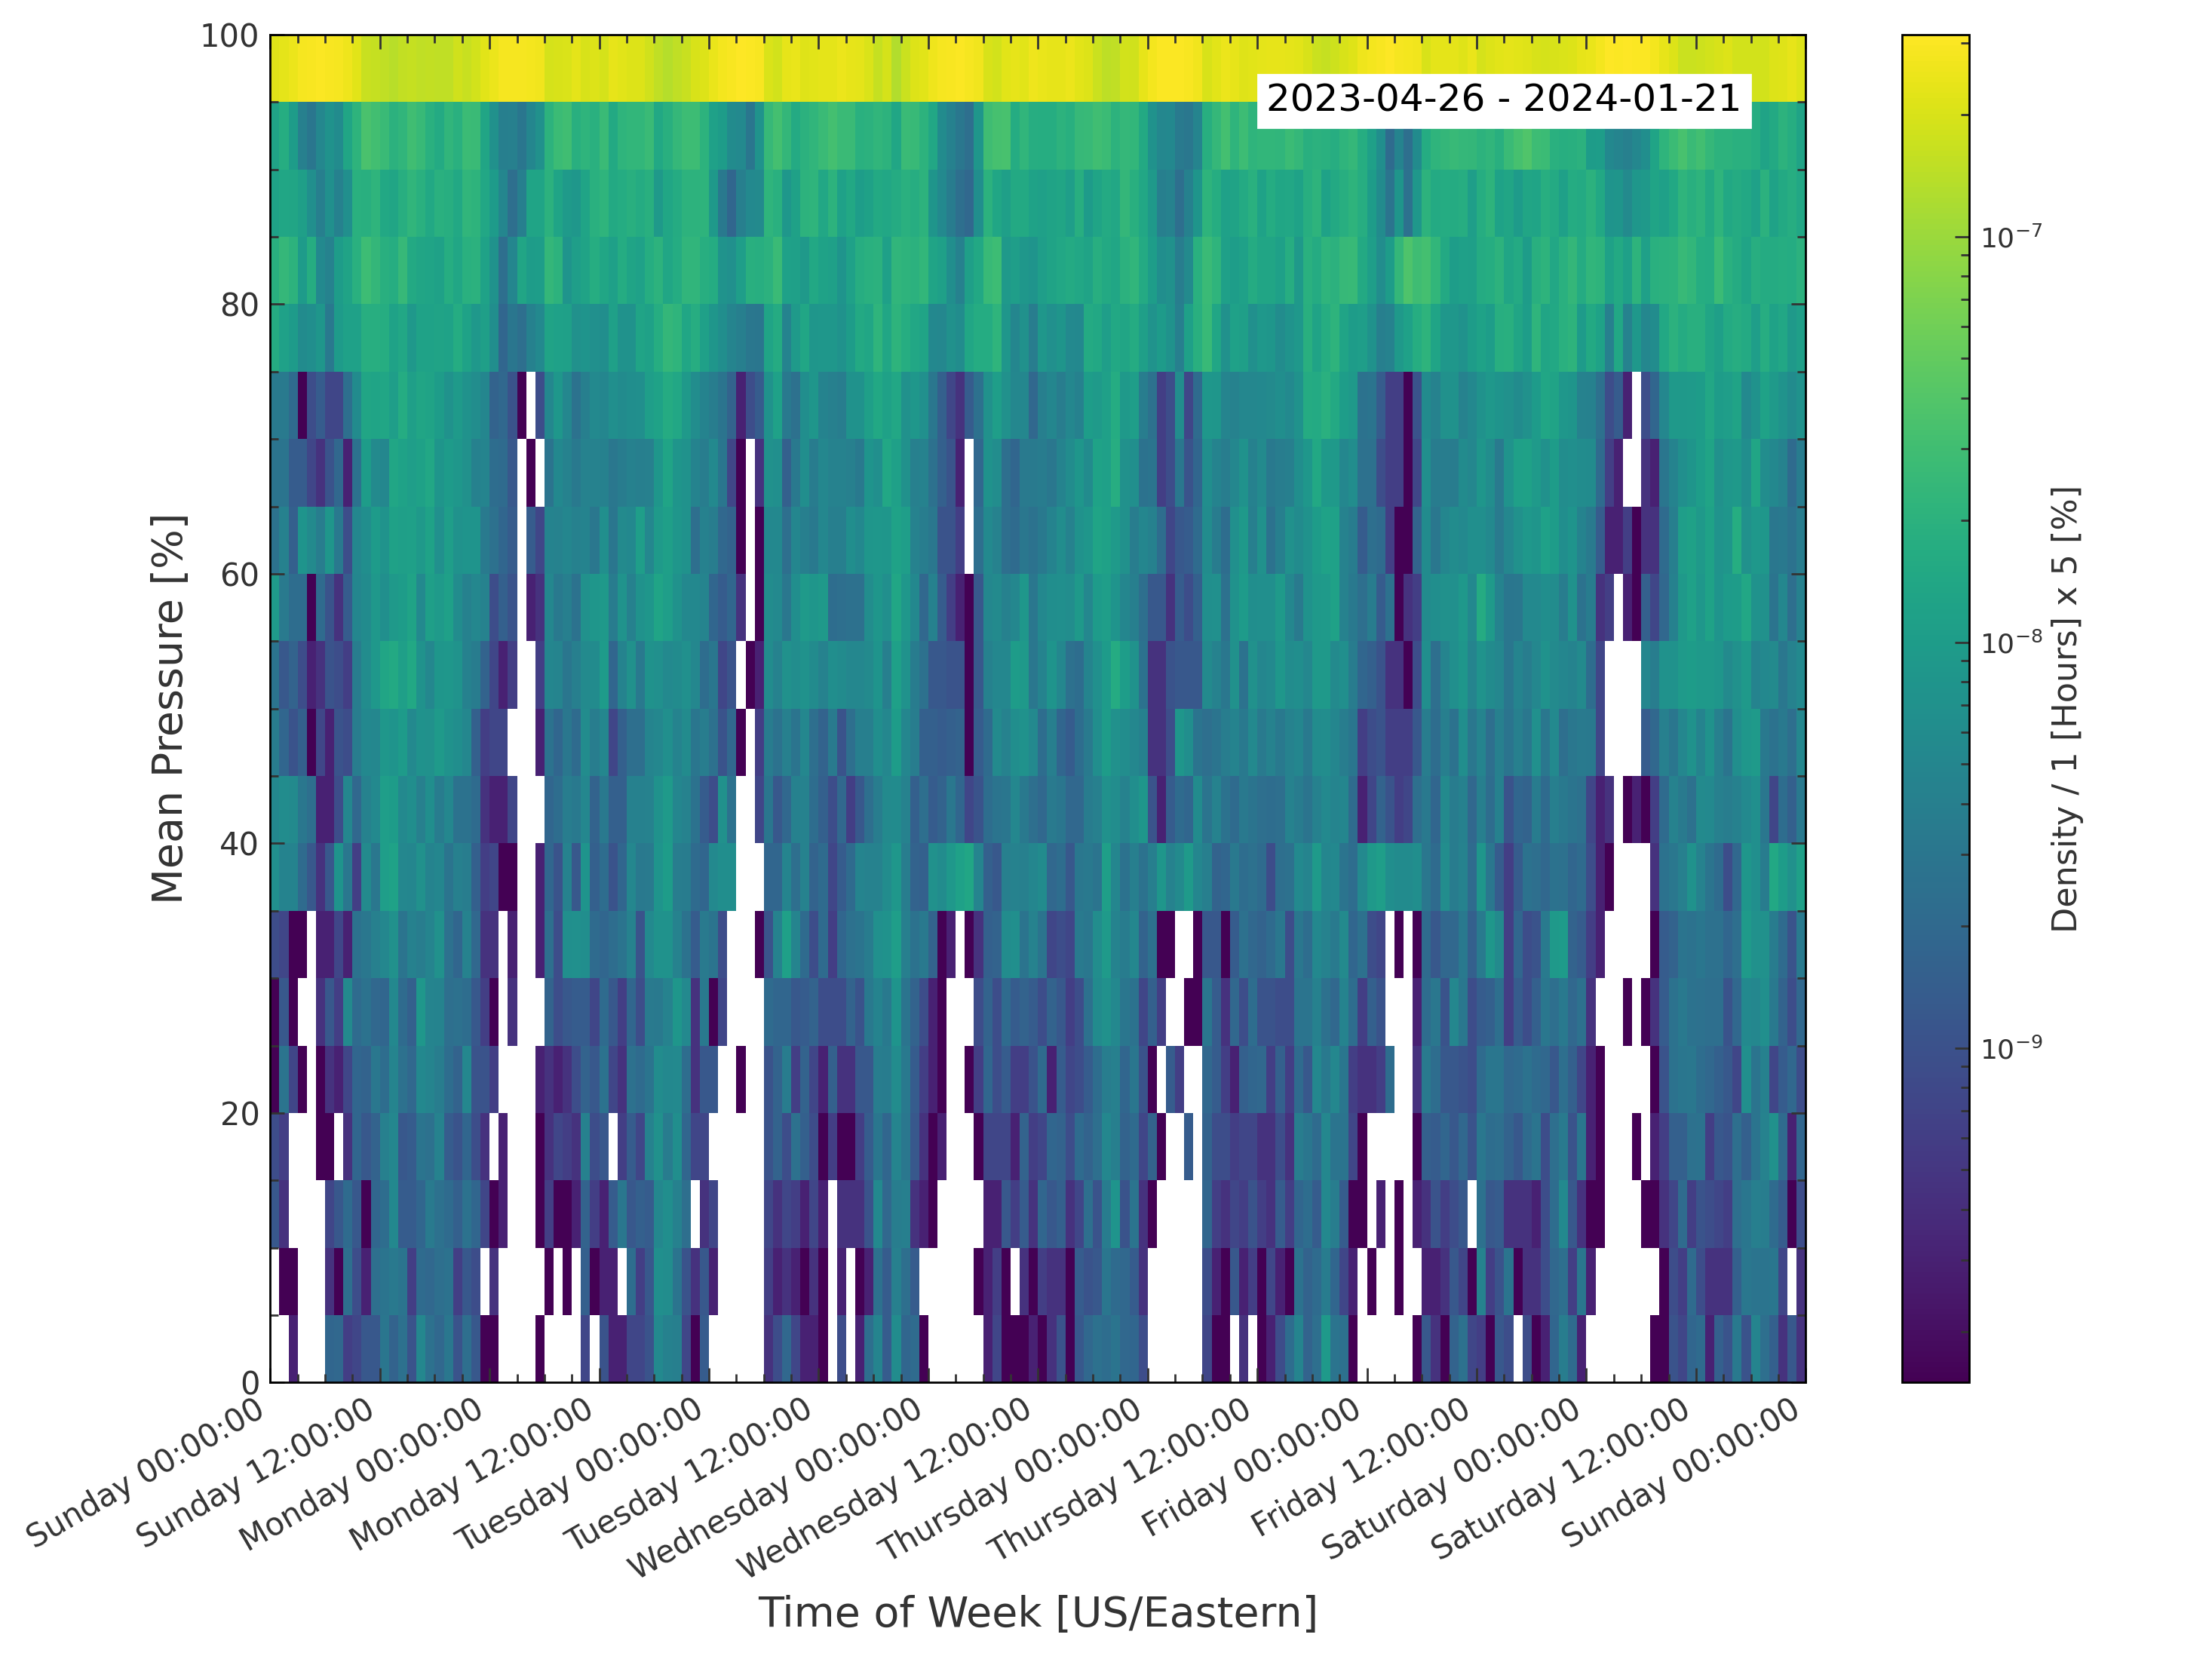 100
80
60
40
20
0
Mean Pressure [%]
2023-04-26 - 2024-01-21
Sunday 00:00:00
Sunday 12:00:00
Monday 00:00:00
Monday 12:00:00
Tuesday 00:00:00
Tuesday 12:00:00
Wednesday 00:00:00
Wednesday 12:00:00
Thursday 00:00:00
Thursday 12:00:00
Friday 00:00:00
Friday 12:00:00
Saturday 00:00:00
Saturday 12:00:00
Sunday 00:00:00
Time of Week [US/Eastern]
10⁻⁷
10⁻⁸
10⁻⁹
Density / 1 [Hours] x 5 [%]